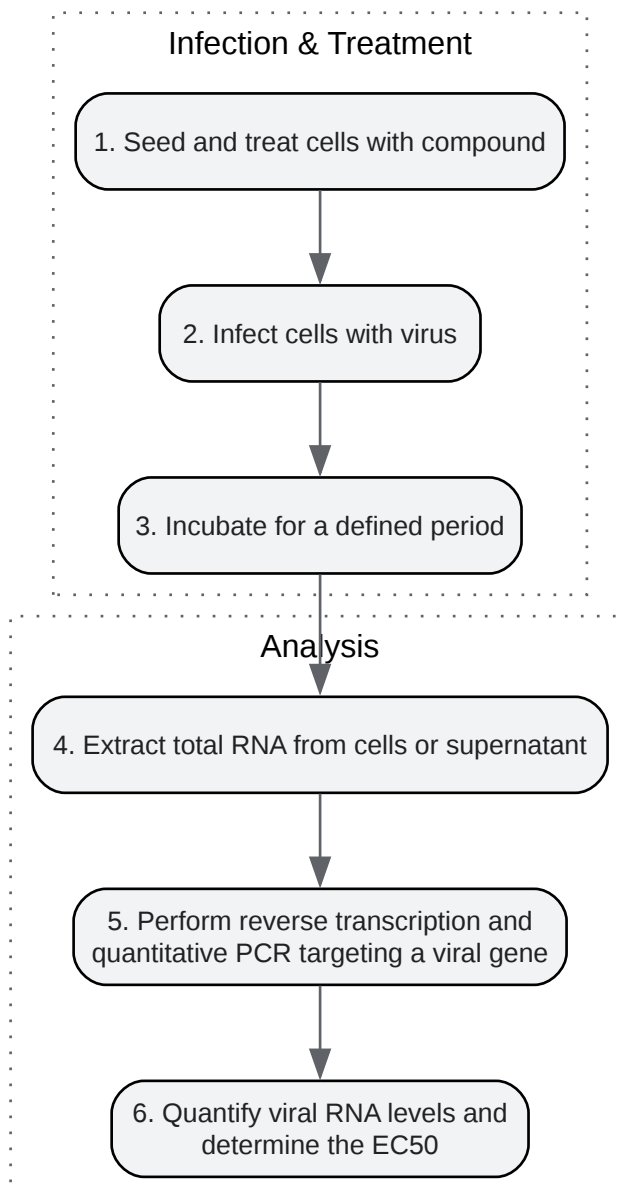 Infection & Treatment
1. Seed and treat cells with compound
2. Infect cells with virus
3. Incubate for a defined period
Analysis
4. Extract total RNA from cells or supernatant
5. Perform reverse transcription and
quantitative PCR targeting a viral gene
6. Quantify viral RNA levels and
determine the EC50